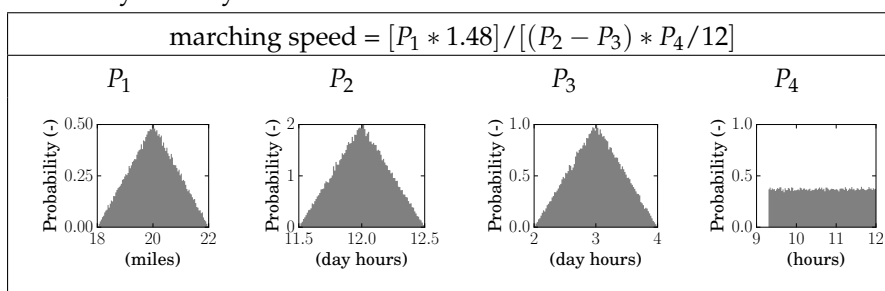 marching speed = [P₁ * 1.48]/[(P₂ − P₃) * P₄/12]
P₁ P₂ P₃ P₄
Probability (-)
0.50
0.25
0.00
18 20 22
(miles)
Probability (-)
2
1
0
11.5 12.0 12.5
(day hours)
Probability (-)
1.0
0.5
0.0
2 3 4
(day hours)
Probability (-)
1.0
0.5
0.0
9 10 11 12
(hours)